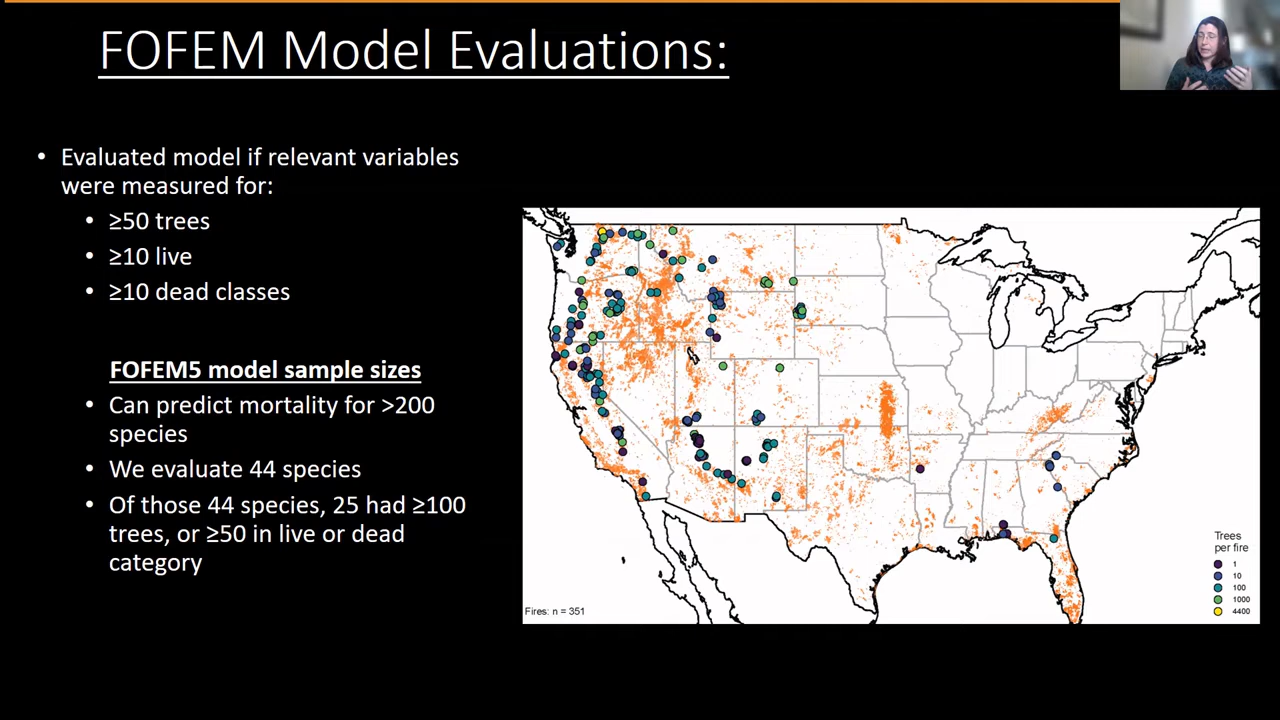 FOFEM Model Evaluations:
• Evaluated model if relevant variables
were measured for:
• ≥50 trees
• ≥10 live
• ≥10 dead classes
FOFEM5 model sample sizes
• Can predict mortality for >200
species
• We evaluate 44 species
• Of those 44 species, 25 had ≥100
trees, or ≥50 in live or dead
category
Trees
per fire
1
10
100
1000
4400
Fires: n = 351